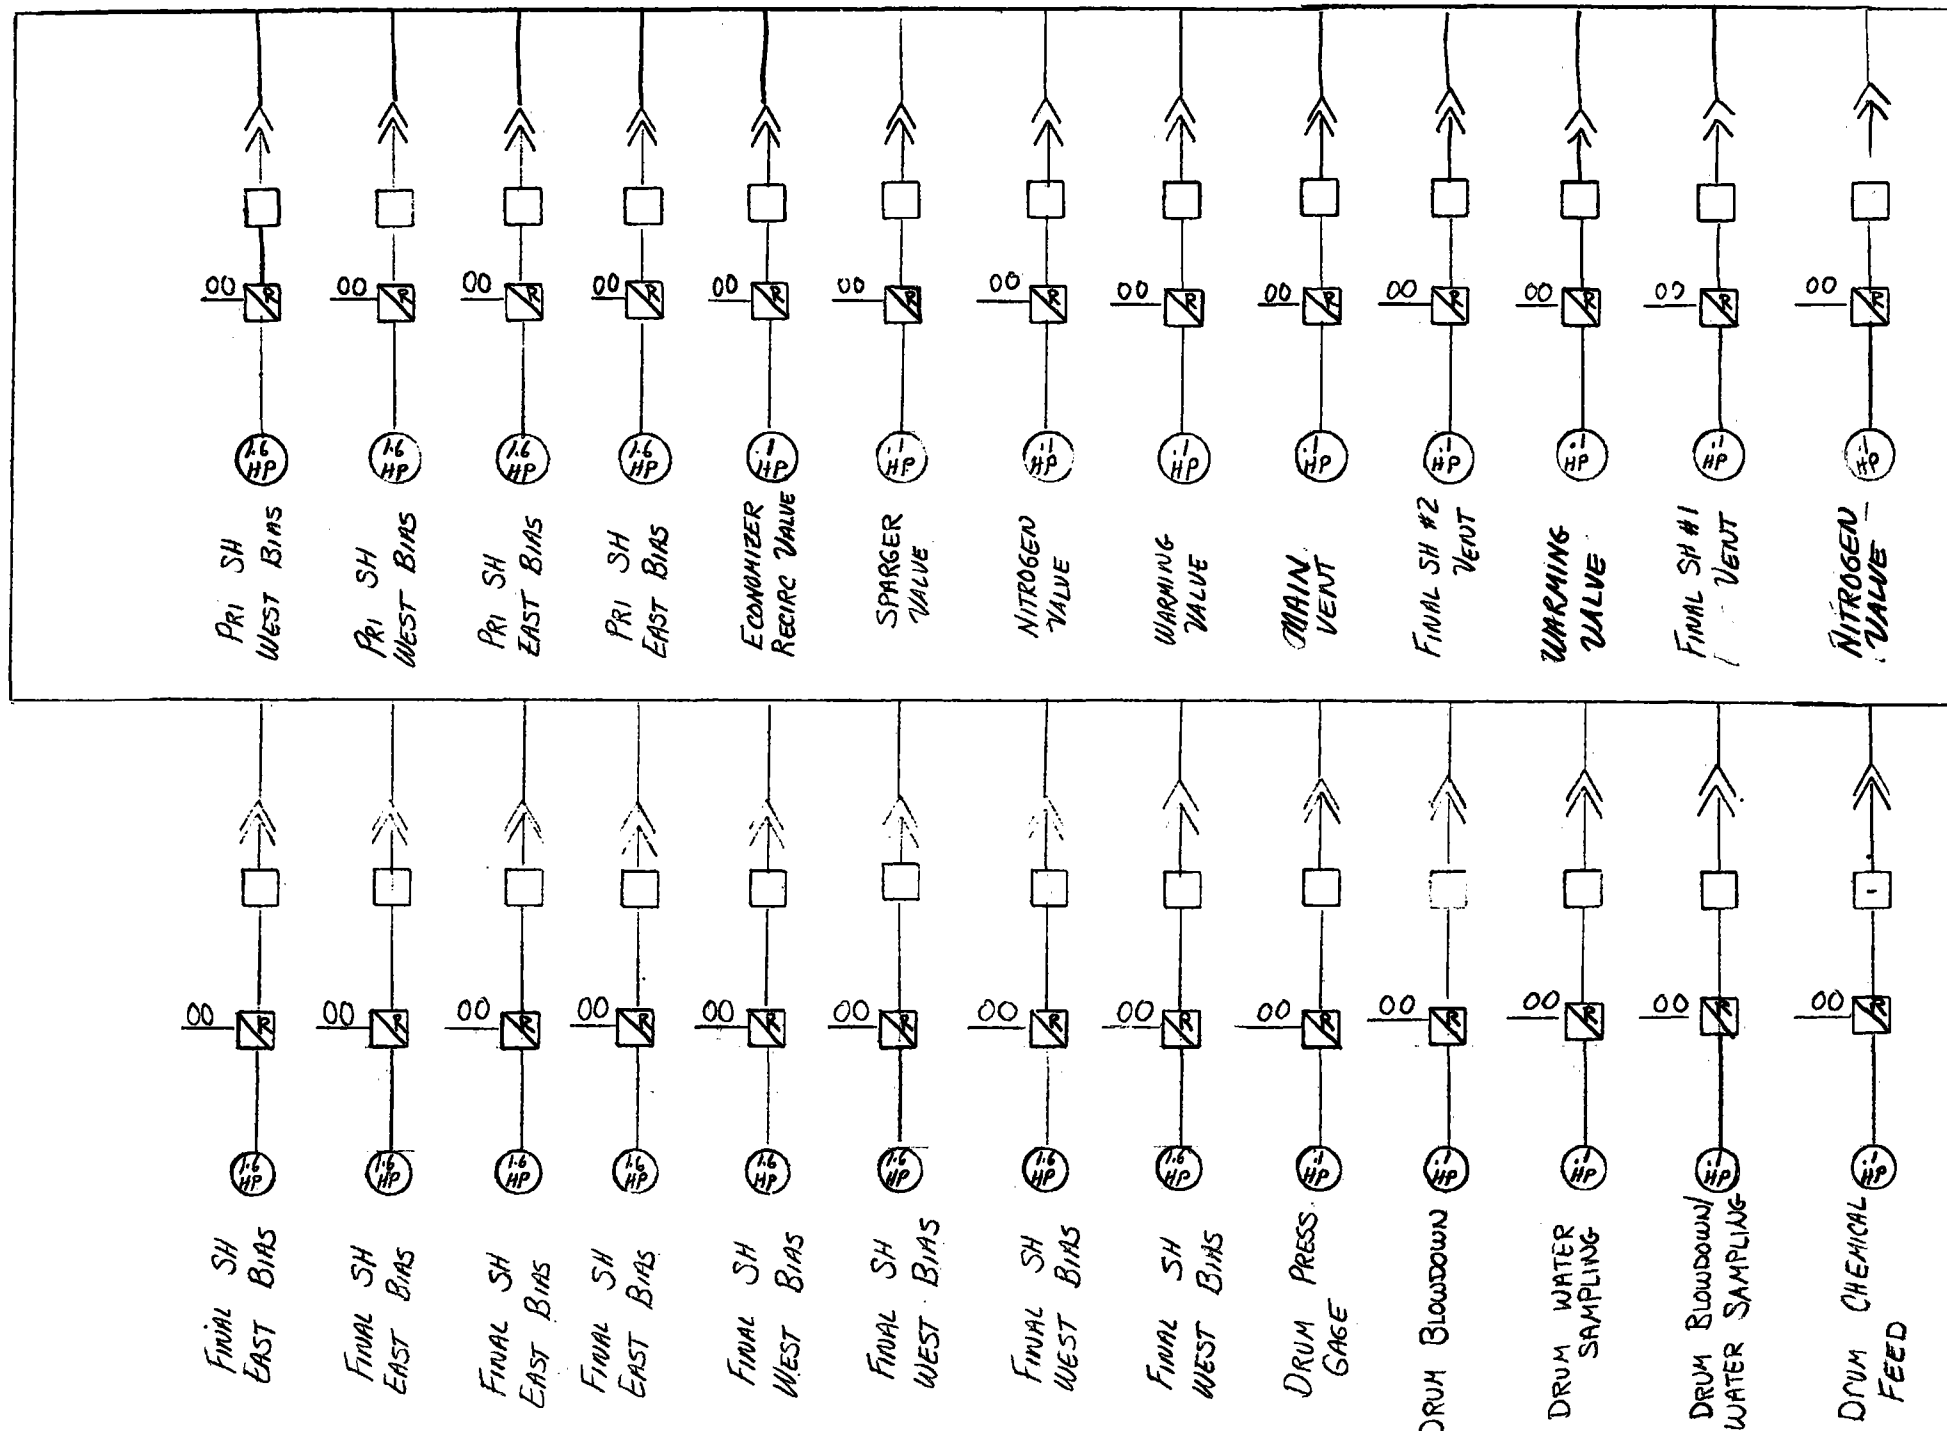 00
00
00
00
00
00
00
00
00
00
00
00
00
R
R
R
R
R
R
R
R
R
R
R
R
R
1.6
HP
1.6
HP
1.6
HP
1.6
HP
.1
HP
.1
HP
.1
HP
.1
HP
.1
HP
.1
HP
.1
HP
.1
HP
.1
HP
PRI SH
WEST BIAS
PRI SH
WEST BIAS
PRI SH
EAST BIAS
PRI SH
EAST BIAS
ECONOMIZER
RECIRC VALVE
SPARGER
VALVE
NITROGEN
VALVE
WARMING
VALVE
MAIN
VENT
FINAL SH #2
VENT
WARMING
VALVE
FINAL SH #1
VENT
NITROGEN
VALVE
00
00
00
00
00
00
00
00
00
00
00
00
00
R
R
R
R
R
R
R
R
R
R
R
R
R
1.6
HP
1.6
HP
1.6
HP
1.6
HP
1.6
HP
1.6
HP
1.6
HP
1.6
HP
.1
HP
.1
HP
.1
HP
.1
HP
.1
HP
FINAL SH
EAST BIAS
FINAL SH
EAST BIAS
FINAL SH
EAST BIAS
FINAL SH
EAST BIAS
FINAL SH
WEST BIAS
FINAL SH
WEST BIAS
FINAL SH
WEST BIAS
FINAL SH
WEST BIAS
DRUM PRESS.
GAGE
DRUM BLOWDOWN
DRUM WATER
SAMPLING
DRUM BLOWDOWN/
WATER SAMPLING
DRUM CHEMICAL
FEED